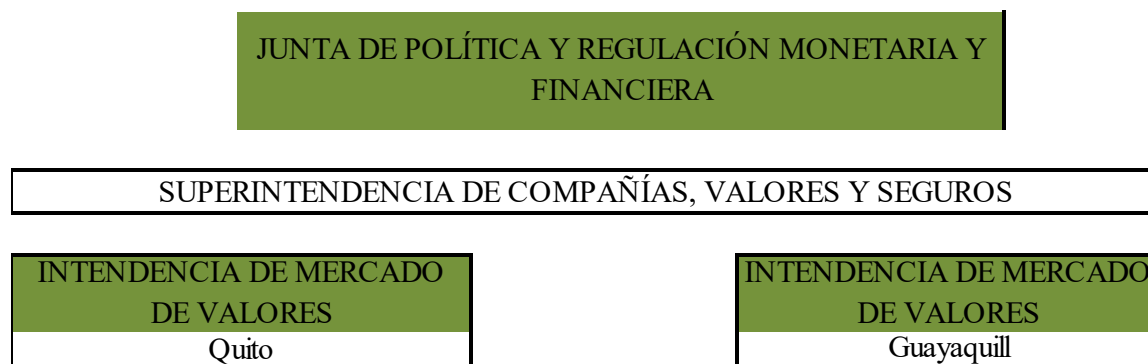 JUNTA DE POLÍTICA Y REGULACIÓN MONETARIA Y
FINANCIERA
SUPERINTENDENCIA DE COMPAÑÍAS, VALORES Y SEGUROS
INTENDENCIA DE MERCADO
DE VALORES
Quito
INTENDENCIA DE MERCADO
DE VALORES
Guayaquill